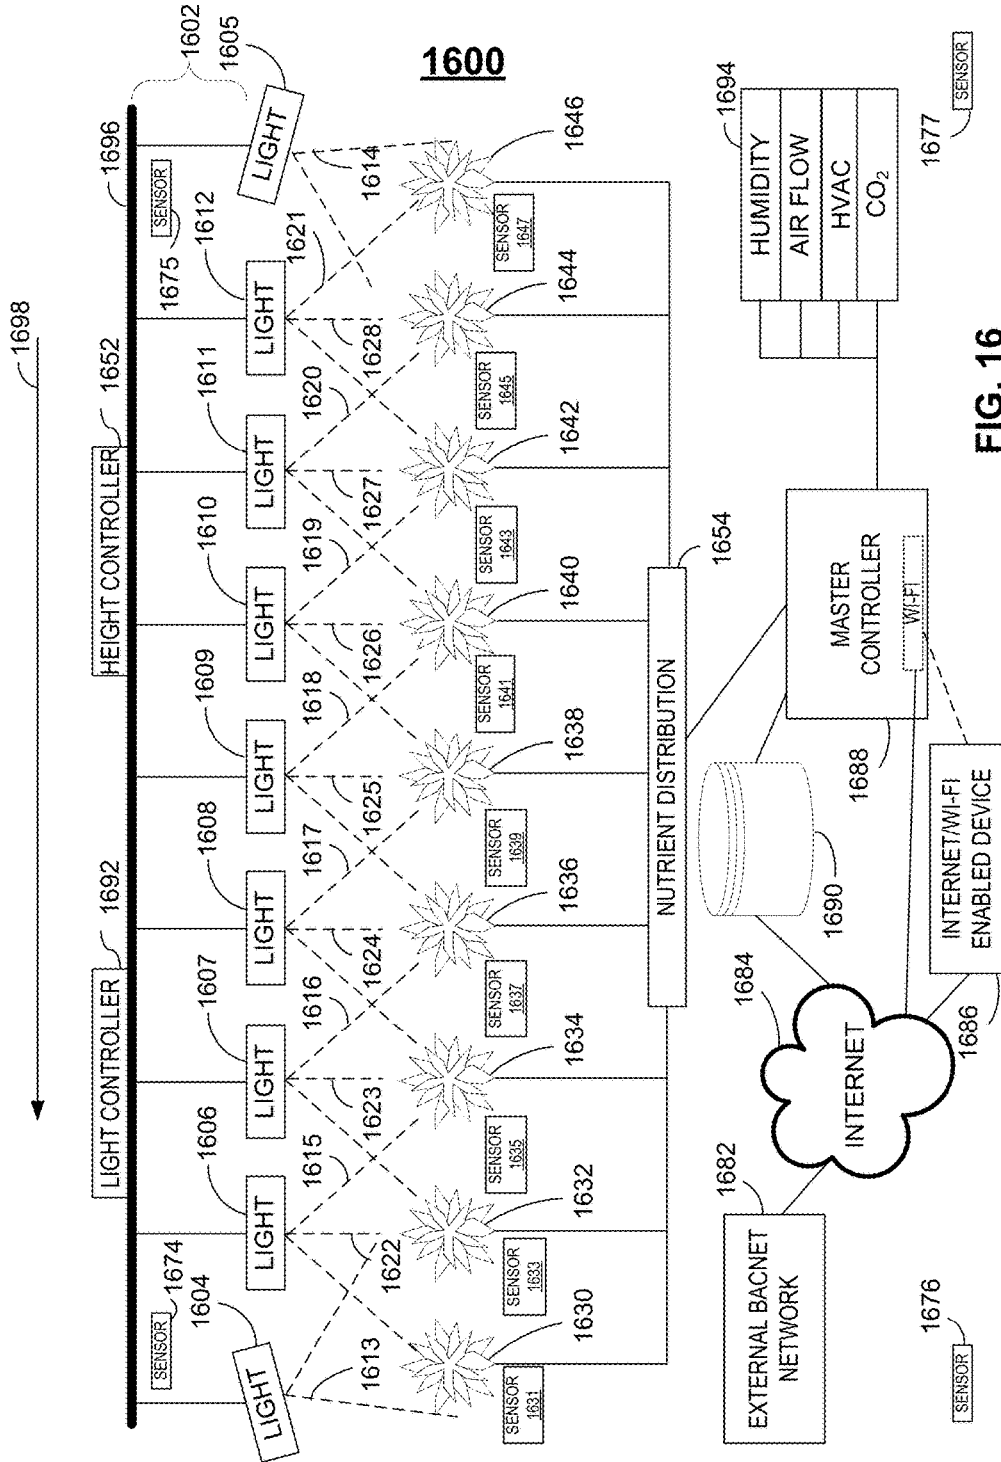 1698
LIGHT CONTROLLER
1692
HEIGHT CONTROLLER
1652
1696
1602
1605
SENSOR
1674
1604
1606
1607
1608
1609
1610
1611
1612
SENSOR
1675
LIGHT
LIGHT
LIGHT
LIGHT
LIGHT
LIGHT
LIGHT
LIGHT
LIGHT
1613
1622
1615
1623
1616
1624
1617
1625
1618
1626
1619
1627
1620
1628
1621
1614
1600
SENSOR
1631
1630
SENSOR
1633
1632
SENSOR
1635
1634
SENSOR
1637
1636
SENSOR
1639
1638
SENSOR
1641
1640
SENSOR
1643
1642
SENSOR
1645
1644
SENSOR
1647
1646
NUTRIENT DISTRIBUTION
1654
EXTERNAL BACNET
NETWORK
1682
INTERNET
1684
1690
MASTER
CONTROLLER
WI-FI
1688
HUMIDITY
AIR FLOW
HVAC
CO₂
1694
INTERNET/WI-FI
ENABLED DEVICE
1686
SENSOR
1676
SENSOR
1677
FIG. 16